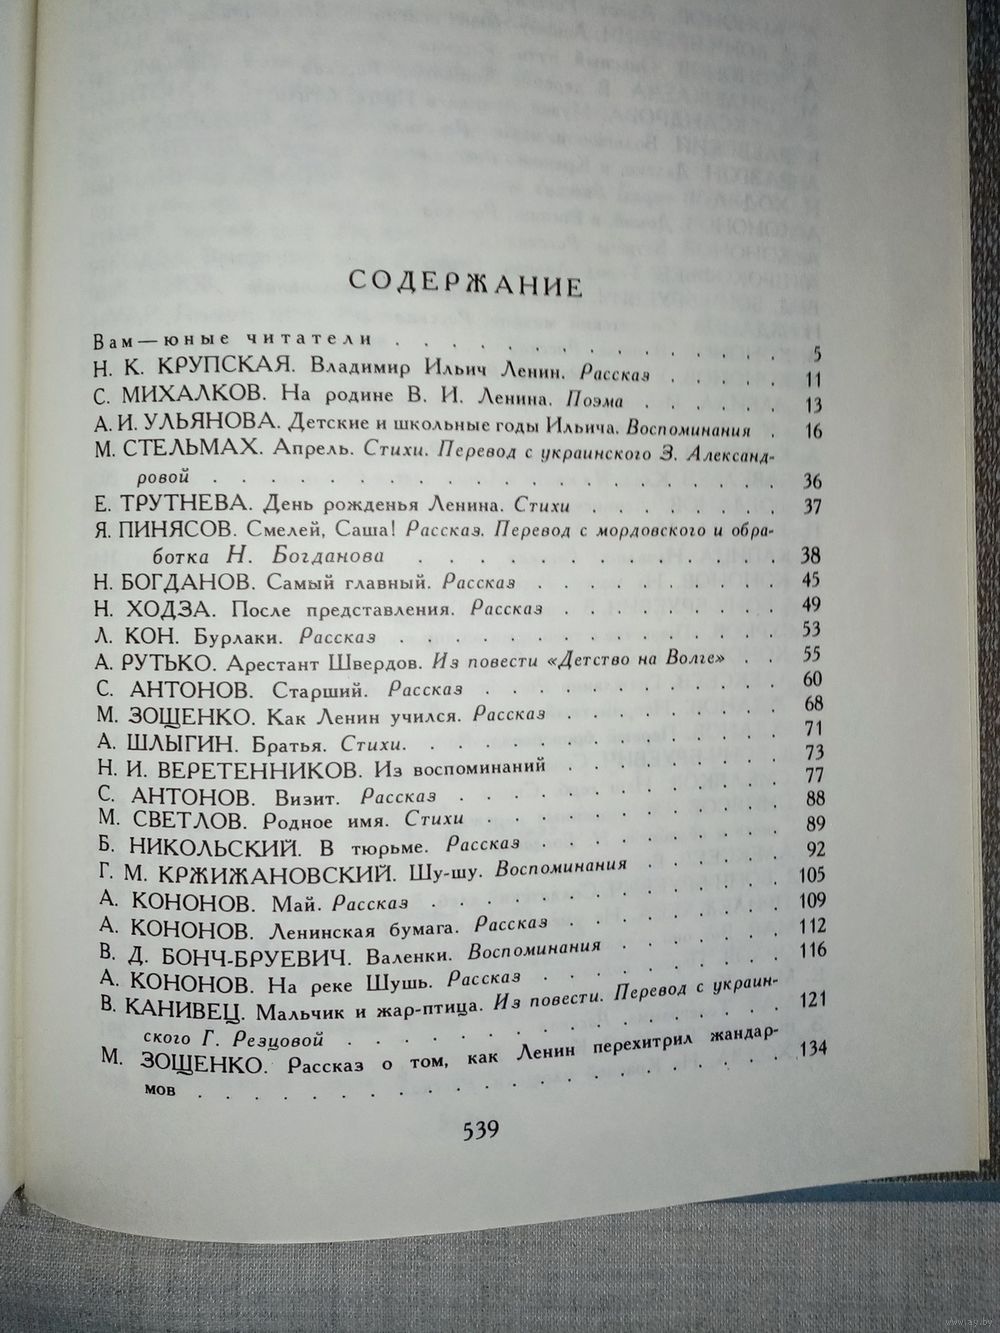 СОДЕРЖАНИЕ
Вам—юные читатели . . . . . . . . . . . . . . 5
Н. К. КРУПСКАЯ. Владимир Ильич Ленин. Рассказ . . . . . 11
С. МИХАЛКОВ. На родине В. И. Ленина. Поэма . . . . . . 13
А. И. УЛЬЯНОВА. Детские и школьные годы Ильича. Воспоминания . 16
М. СТЕЛЬМАХ. Апрель. Стихи. Перевод с украинского З. Александ-
ровой . . . . . . . . . . . . . . . . . . . . 36
Е. ТРУТНЕВА. День рожденья Ленина. Стихи . . . . . . . . 37
Я. ПИНЯСОВ. Смелей, Саша! Рассказ. Перевод с мордовского и обра-
ботка Н. Богданова . . . . . . . . . . . . . 38
Н. БОГДАНОВ. Самый главный. Рассказ . . . . . . . . . 45
Н. ХОДЗА. После представления. Рассказ . . . . . . . . 49
Л. КОН. Бурлаки. Рассказ . . . . . . . . . . . . . . 53
А. РУТЬКО. Арестант Швердов. Из повести «Детство на Волге» . . 55
С. АНТОНОВ. Старший. Рассказ . . . . . . . . . . . 60
М. ЗОЩЕНКО. Как Ленин учился. Рассказ . . . . . . . . 68
А. ШЛЫГИН. Братья. Стихи. . . . . . . . . . . . . . 71
Н. И. ВЕРЕТЕННИКОВ. Из воспоминаний . . . . . . . . 73
С. АНТОНОВ. Визит. Рассказ . . . . . . . . . . . . 77
М. СВЕТЛОВ. Родное имя. Стихи . . . . . . . . . . . 88
Б. НИКОЛЬСКИЙ. В тюрьме. Рассказ . . . . . . . . . 89
Г. М. КРЖИЖАНОВСКИЙ. Шу-шу. Воспоминания . . . . . . 92
А. КОНОНОВ. Май. Рассказ . . . . . . . . . . . . . 105
А. КОНОНОВ. Ленинская бумага. Рассказ . . . . . . . . 109
В. Д. БОНЧ-БРУЕВИЧ. Валенки. Воспоминания . . . . . . 112
А. КОНОНОВ. На реке Шушь. Рассказ . . . . . . . . . 116
В. КАНИВЕЦ. Мальчик и жар-птица. Из повести. Перевод с украин-
ского Г. Резцовой . . . . . . . . . . . . . . . 121
М. ЗОЩЕНКО. Рассказ о том, как Ленин перехитрил жандар-
мов . . . . . . . . . . . . . . . . . . . . . 134
539
www.ay.by